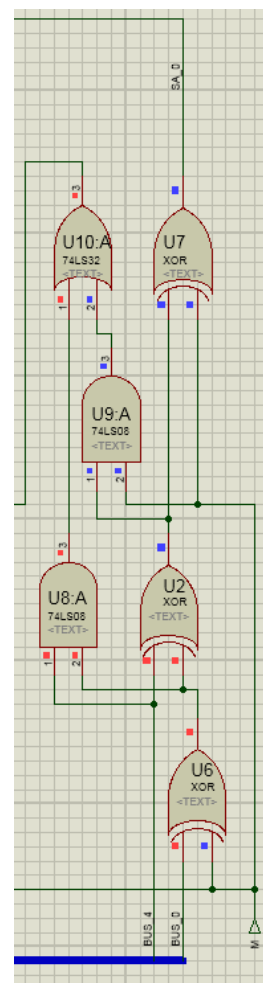 SA_0
3
U10:A
74LS32
<TEXT>
1
2
U7
XOR
<TEXT>
3
U9:A
74LS08
<TEXT>
1
2
3
U8:A
74LS08
<TEXT>
1
2
U2
XOR
<TEXT>
U6
XOR
<TEXT>
BUS_4
BUS_0
M